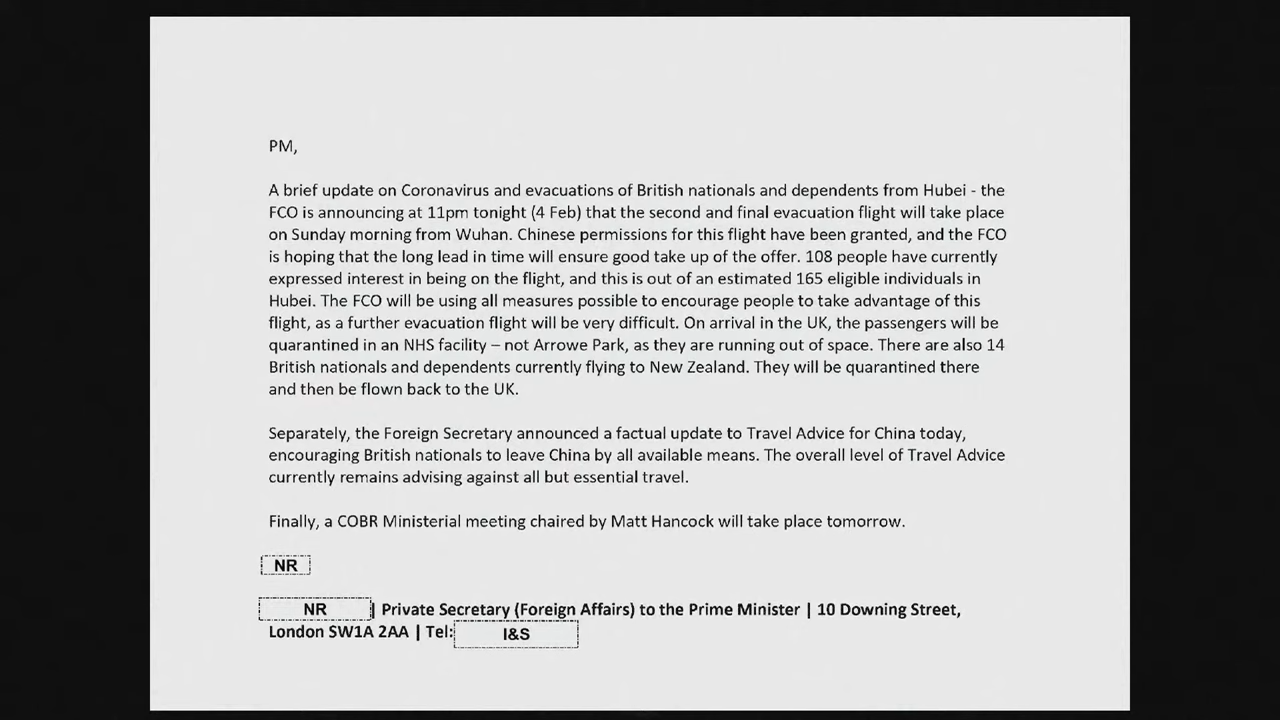 PM,
A brief update on Coronavirus and evacuations of British nationals and dependents from Hubei - the
FCO is announcing at 11pm tonight (4 Feb) that the second and final evacuation flight will take place
on Sunday morning from Wuhan. Chinese permissions for this flight have been granted, and the FCO
is hoping that the long lead in time will ensure good take up of the offer. 108 people have currently
expressed interest in being on the flight, and this is out of an estimated 165 eligible individuals in
Hubei. The FCO will be using all measures possible to encourage people to take advantage of this
flight, as a further evacuation flight will be very difficult. On arrival in the UK, the passengers will be
quarantined in an NHS facility – not Arrowe Park, as they are running out of space. There are also 14
British nationals and dependents currently flying to New Zealand. They will be quarantined there
and then be flown back to the UK.
Separately, the Foreign Secretary announced a factual update to Travel Advice for China today,
encouraging British nationals to leave China by all available means. The overall level of Travel Advice
currently remains advising against all but essential travel.
Finally, a COBR Ministerial meeting chaired by Matt Hancock will take place tomorrow.
NR
NR | Private Secretary (Foreign Affairs) to the Prime Minister | 10 Downing Street,
London SW1A 2AA | Tel: I&S